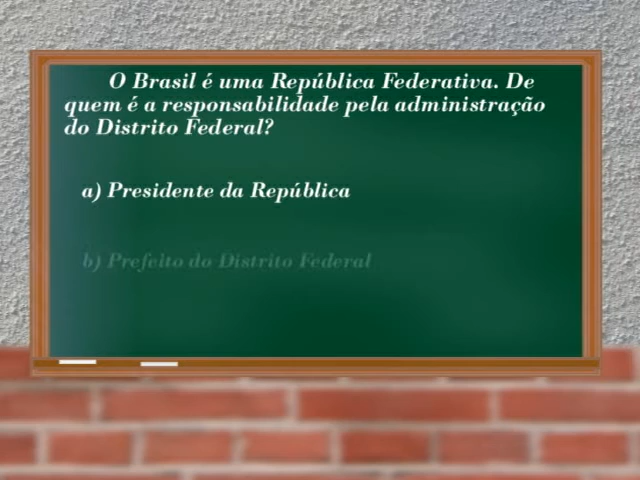 O Brasil é uma República Federativa. De
quem é a responsabilidade pela administração
do Distrito Federal?
a) Presidente da República
b) Prefeito do Distrito Federal